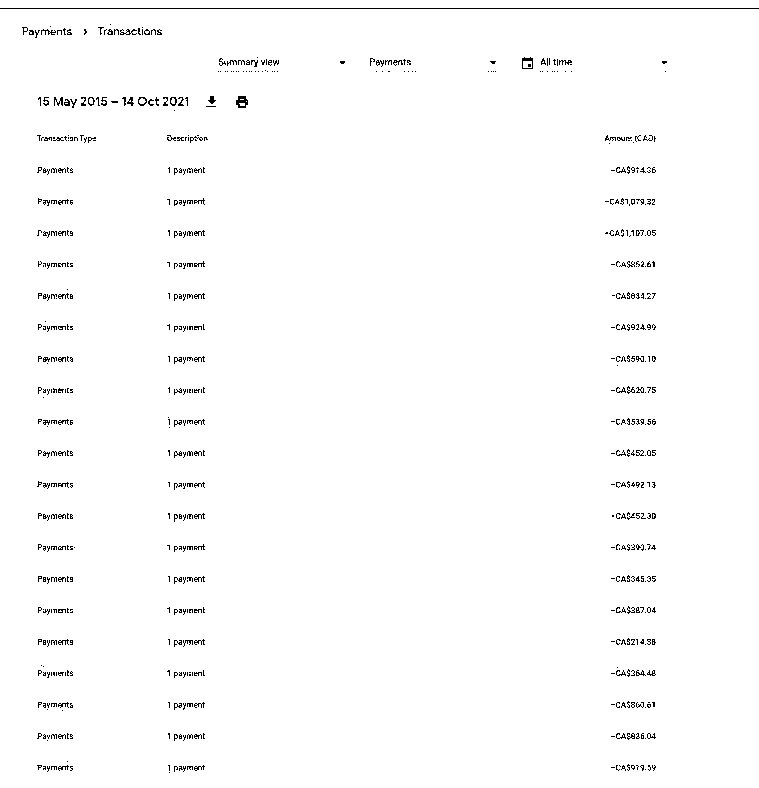 Payments › Transactions
Summary view Payments All time
15 May 2015 – 14 Oct 2021
Transaction Type Description Amount (CAD)
Payments 1 payment −CA$974.36
Payments 1 payment −CA$1,079.32
Payments 1 payment −CA$1,107.05
Payments 1 payment −CA$852.61
Payments 1 payment
Payments 1 payment −CA$924.99
Payments 1 payment −CA$590.10
Payments 1 payment −CA$620.75
Payments 1 payment −CA$539.56
Payments 1 payment −CA$452.05
Payments 1 payment −CA$492.13
Payments 1 payment −CA$452.30
Payments 1 payment −CA$390.74
Payments 1 payment −CA$345.35
Payments 1 payment −CA$387.04
Payments 1 payment −CA$214.38
Payments 1 payment −CA$364.48
Payments 1 payment −CA$860.61
Payments 1 payment −CA$836.04
Payments 1 payment −CA$979.59